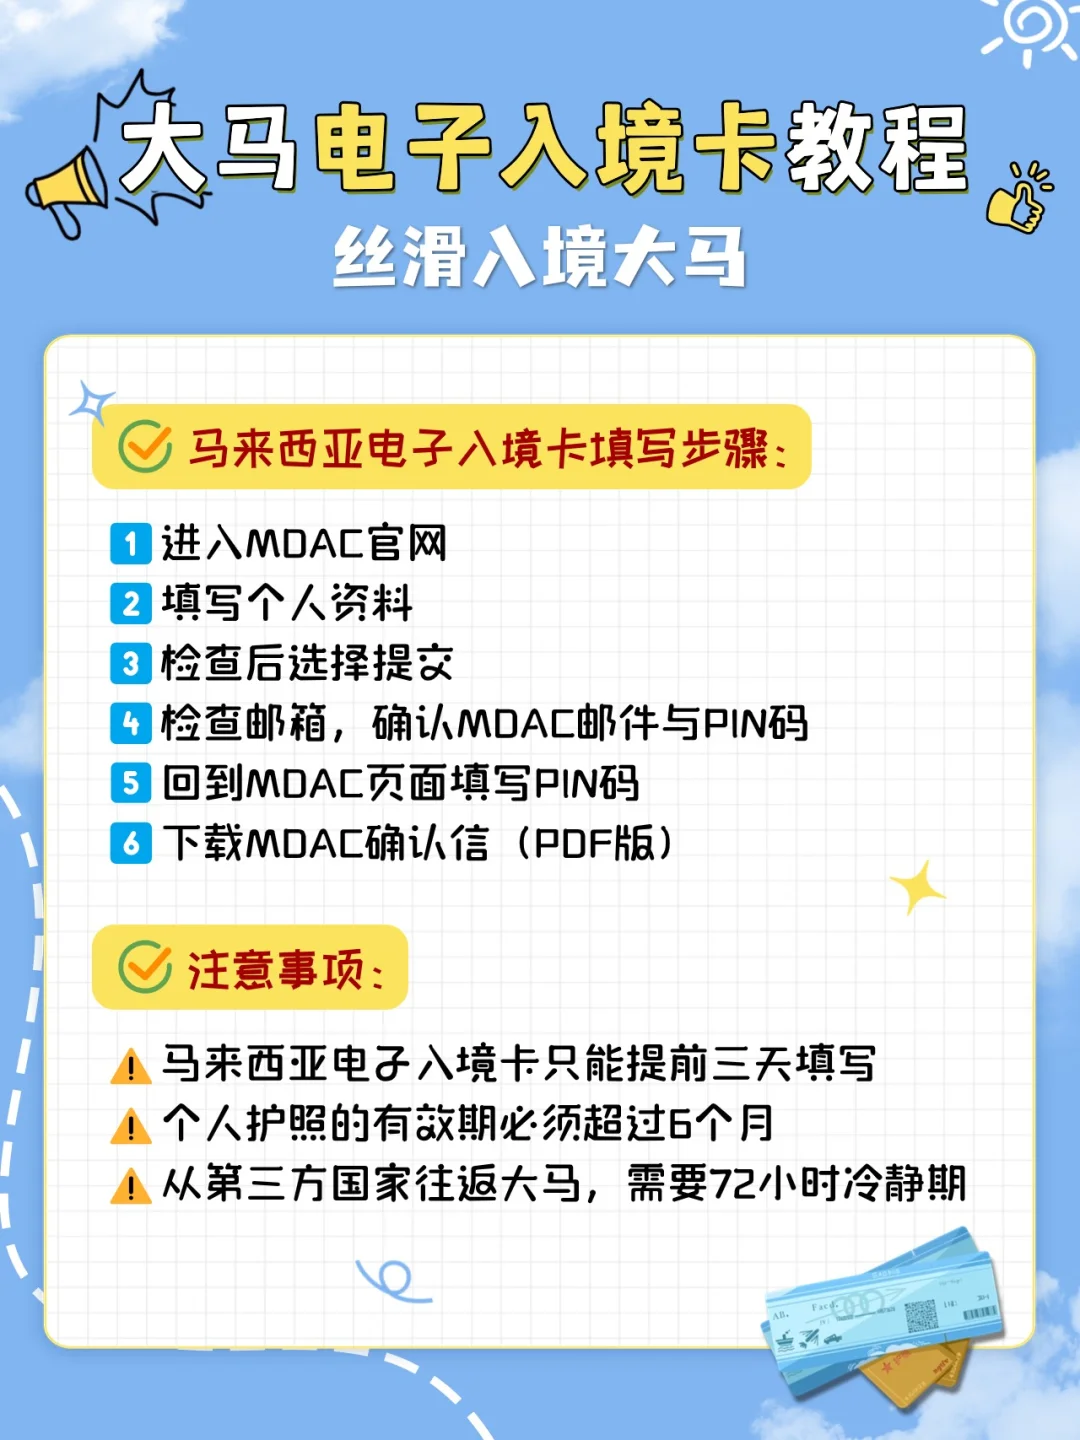 大马电子入境卡教程
丝滑入境大马
马来西亚电子入境卡填写步骤：
1 进入MDAC官网
2 填写个人资料
3 检查后选择提交
4 检查邮箱，确认MDAC邮件与PIN码
5 回到MDAC页面填写PIN码
6 下载MDAC确认信（PDF版）
注意事项：
马来西亚电子入境卡只能提前三天填写
个人护照的有效期必须超过6个月
从第三方国家往返大马，需要72小时冷静期